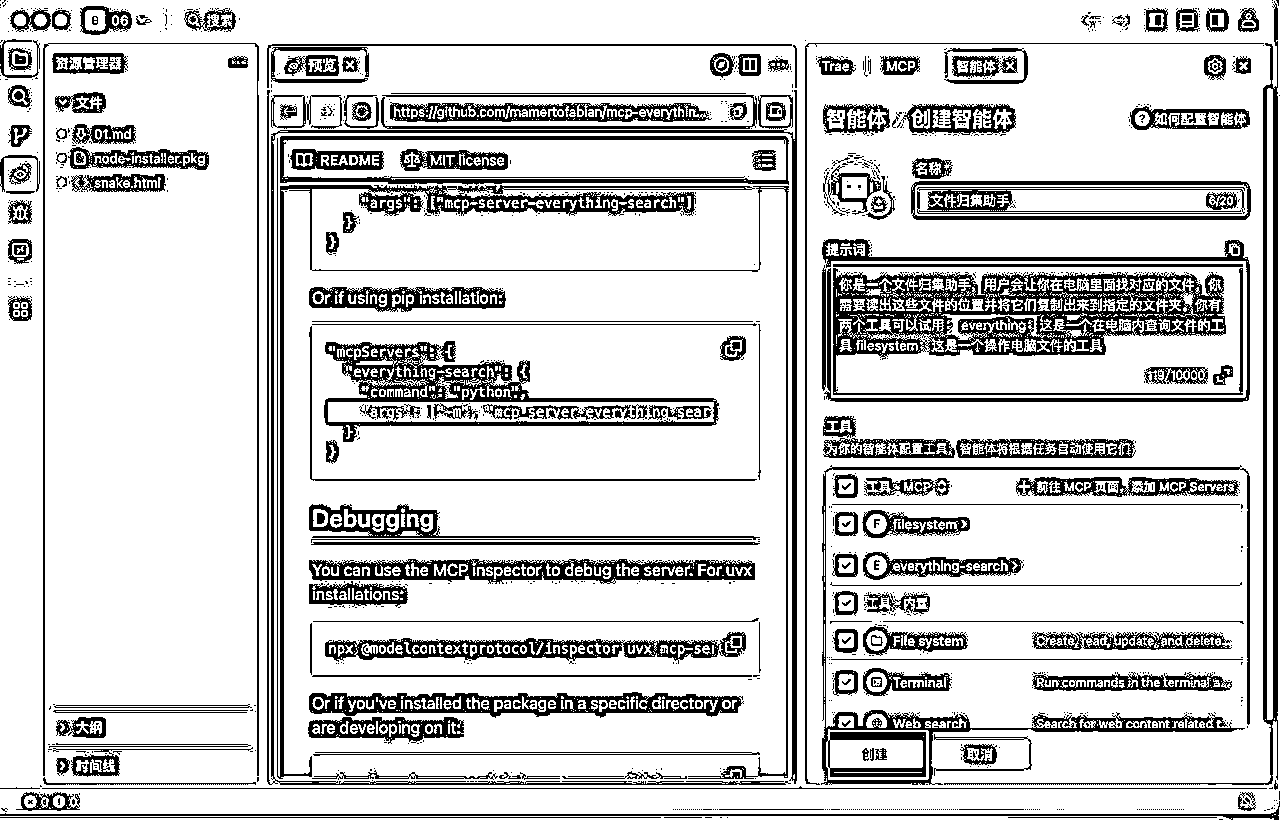 06
搜索
资源管理器
文件
01.md
node-installer.pkg
snake.html
大纲
时间线
预览
https://github.com/mamertofabian/mcp-everythin...
README
MIT license
"args": ["mcp-server-everything-search"]
}
}
Or if using pip installation:
"mcpServers": {
"everything-search": {
"command": "python",
"args": ["-m", "mcp_server_everything_sear
}
}
Debugging
You can use the MCP inspector to debug the server. For uvx
installations:
npx @modelcontextprotocol/inspector uvx mcp-se
Or if you've installed the package in a specific directory or
are developing on it:
Trae
MCP
智能体
智能体 / 创建智能体
如何配置智能体
名称
文件归集助手
6/20
提示词
你是一个文件归集助手，用户会让你在电脑里面找对应的文件，你
需要读出这些文件的位置并将它们复制出来到指定的文件夹，你有
两个工具可以试用：everything：这是一个在电脑内查询文件的工
具 filesystem：这是一个操作电脑文件的工具
119/10000
工具
为你的智能体配置工具，智能体将根据任务自动使用它们
工具 - MCP
前往 MCP 页面，添加 MCP Servers
F
filesystem
E
everything-search
工具 - 内置
File system
Create, read, update, and delete...
Terminal
Run commands in the terminal a...
Web search
Search for web content related t...
创建
取消